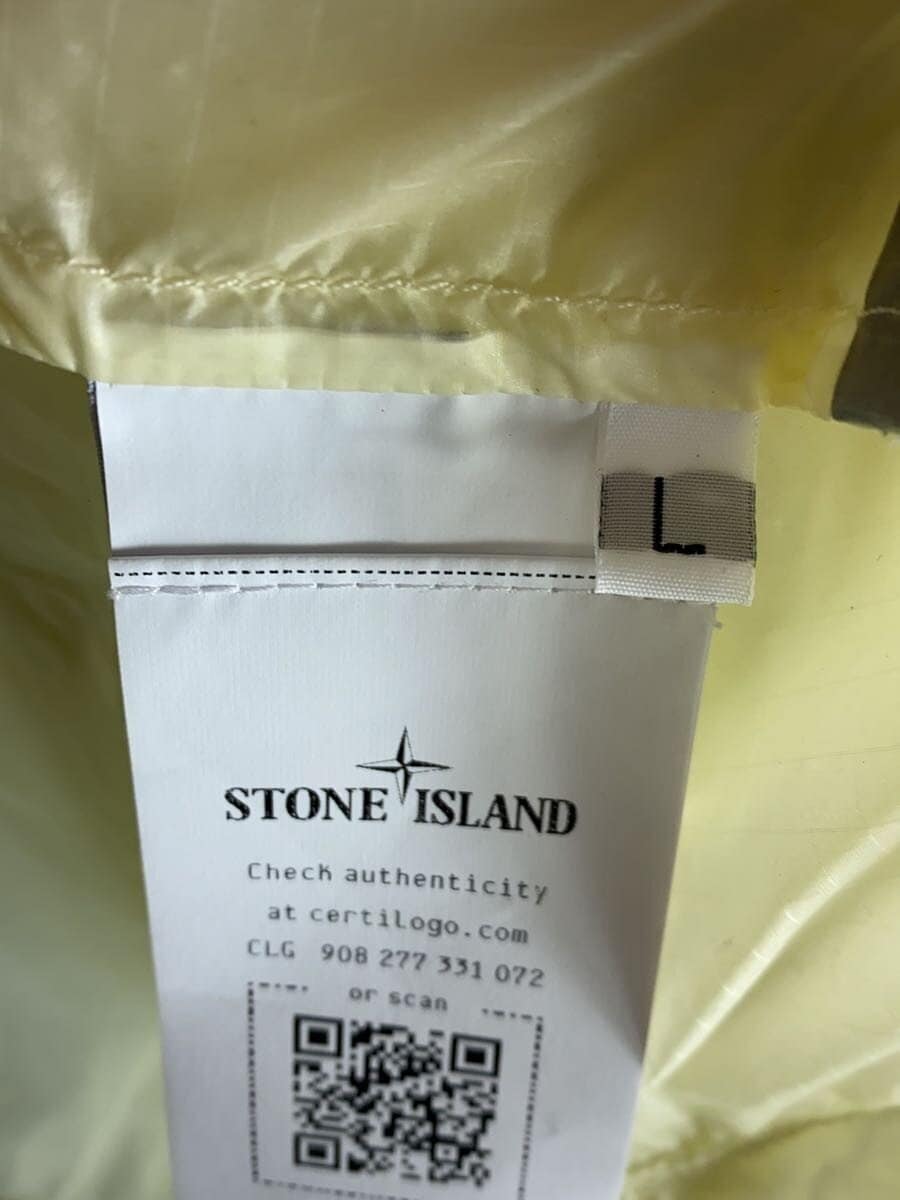 L
STONE ISLAND
Check authenticity
at certilogo.com
CLG 908 277 331 072
or scan